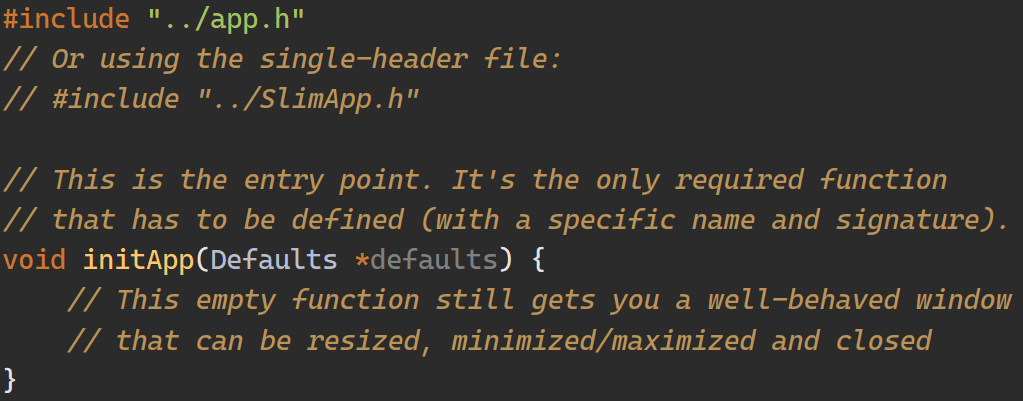 #include "../app.h"
// Or using the single-header file:
// #include "../SlimApp.h"
// This is the entry point. It's the only required function
// that has to be defined (with a specific name and signature).
void initApp(Defaults *defaults) {
// This empty function still gets you a well-behaved window
// that can be resized, minimized/maximized and closed
}